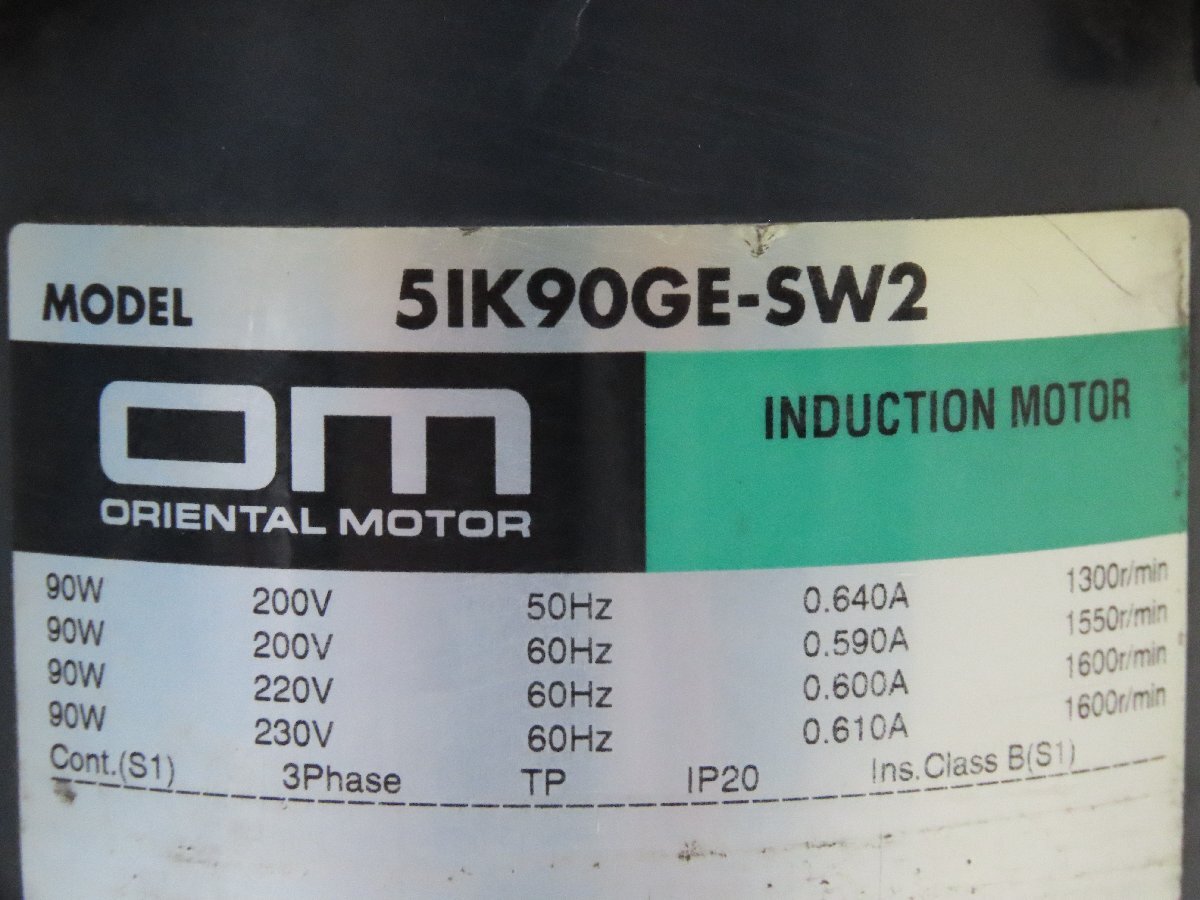 MODEL 5IK90GE-SW2
om
ORIENTAL MOTOR
INDUCTION MOTOR
90W 200V 50Hz 0.640A 1300r/min
90W 200V 60Hz 0.590A 1550r/min
90W 220V 60Hz 0.600A 1600r/min
90W 230V 60Hz 0.610A 1600r/min
Cont.(S1) 3Phase TP IP20 Ins.Class B(S1)